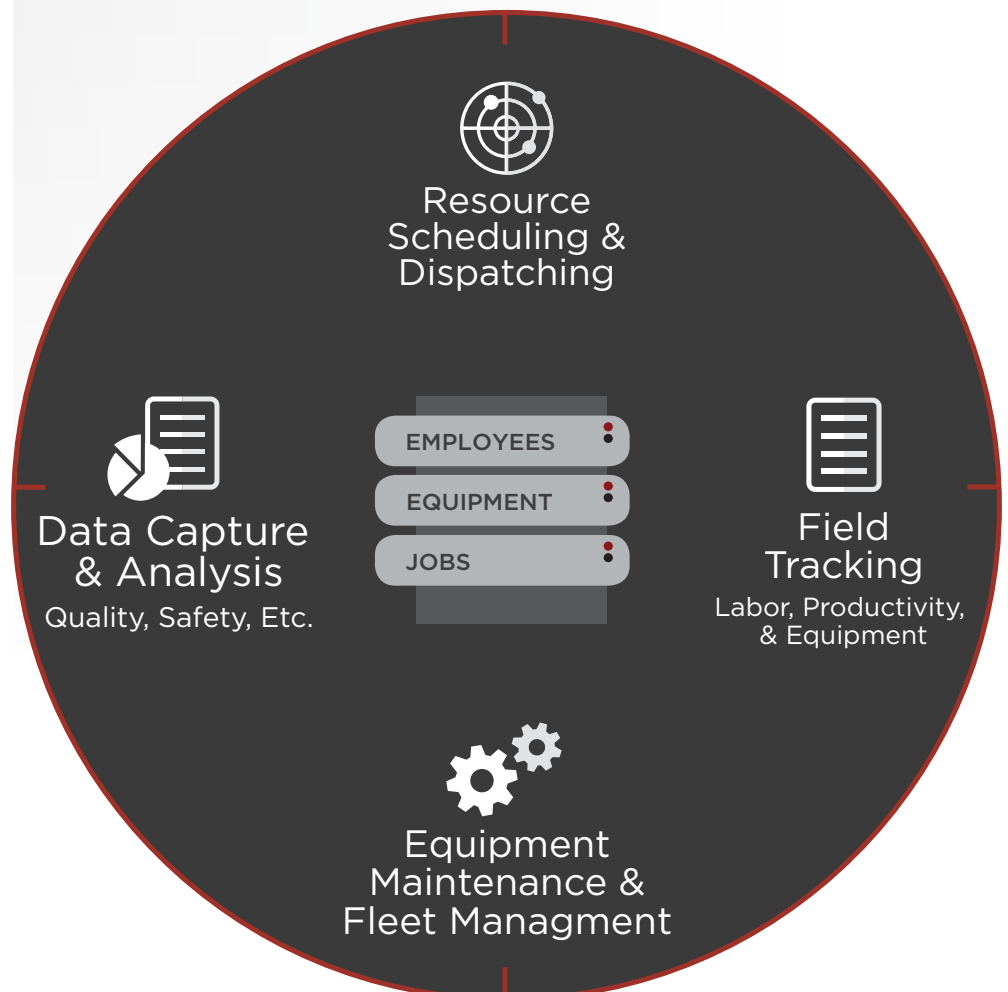 Resource
Scheduling &
Dispatching
EMPLOYEES
EQUIPMENT
JOBS
Data Capture
& Analysis
Quality, Safety, Etc.
Field
Tracking
Labor, Productivity,
& Equipment
Equipment
Maintenance &
Fleet Managment